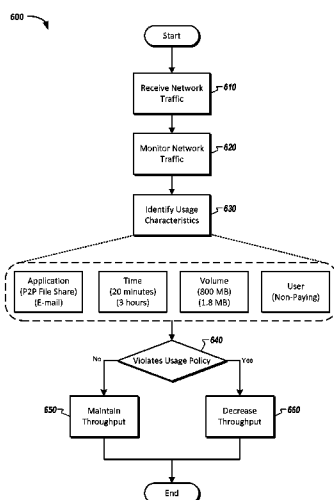 600
Start
Receive Network
Traffic
610
Monitor Network
Traffic
620
Identify Usage
Characteristics
630
Application
(P2P File Share)
(E-mail)
Time
(20 minutes)
(3 hours)
Volume
(800 MB)
(1.8 MB)
User
(Non-Paying)
640
Violates Usage Policy
No
Yes
650
Maintain
Throughput
Decrease
Throughput
660
End